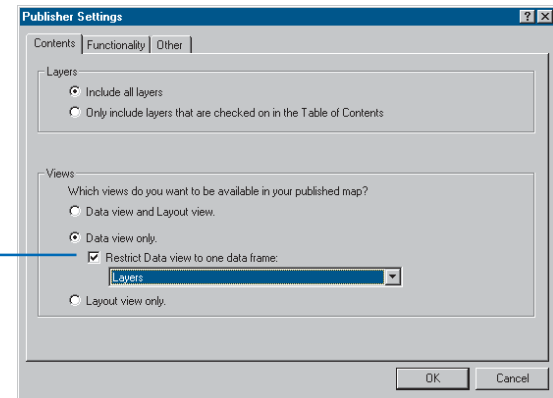 Publisher Settings
Contents Functionality Other
Layers
Include all layers
Only include layers that are checked on in the Table of Contents
Views
Which views do you want to be available in your published map?
Data view and Layout view.
Data view only.
Restrict Data view to one data frame:
Layers
Layout view only.
OK Cancel